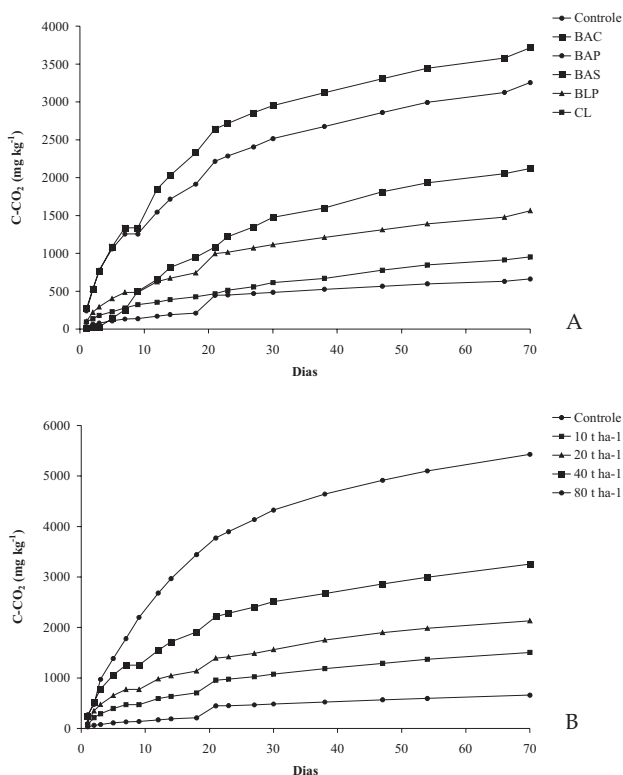 4000
3500
3000
2500
2000
1500
1000
500
0
C-CO₂ (mg kg⁻¹)
0 10 20 30 40 50 60 70
Dias
Controle
BAC
BAP
BAS
BLP
CL
A
6000
5000
4000
3000
2000
1000
0
C-CO₂ (mg kg⁻¹)
0 10 20 30 40 50 60 70
Dias
Controle
10 t ha-1
20 t ha-1
40 t ha-1
80 t ha-1
B